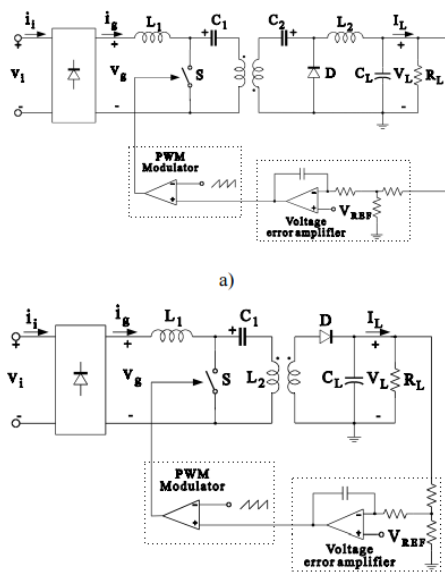 i_i i_g L_1 C_1 C_2 L_2 I_L
+ + + + +
v_i v_g S D C_L V_L R_L
- - -
PWM
Modulator
- +
- +
V_REF
Voltage
error amplifier
a)
i_i i_g L_1 C_1 D I_L
+ + + +
v_i v_g S L_2 C_L V_L R_L
- - -
PWM
Modulator
- +
- +
V_REF
Voltage
error amplifier